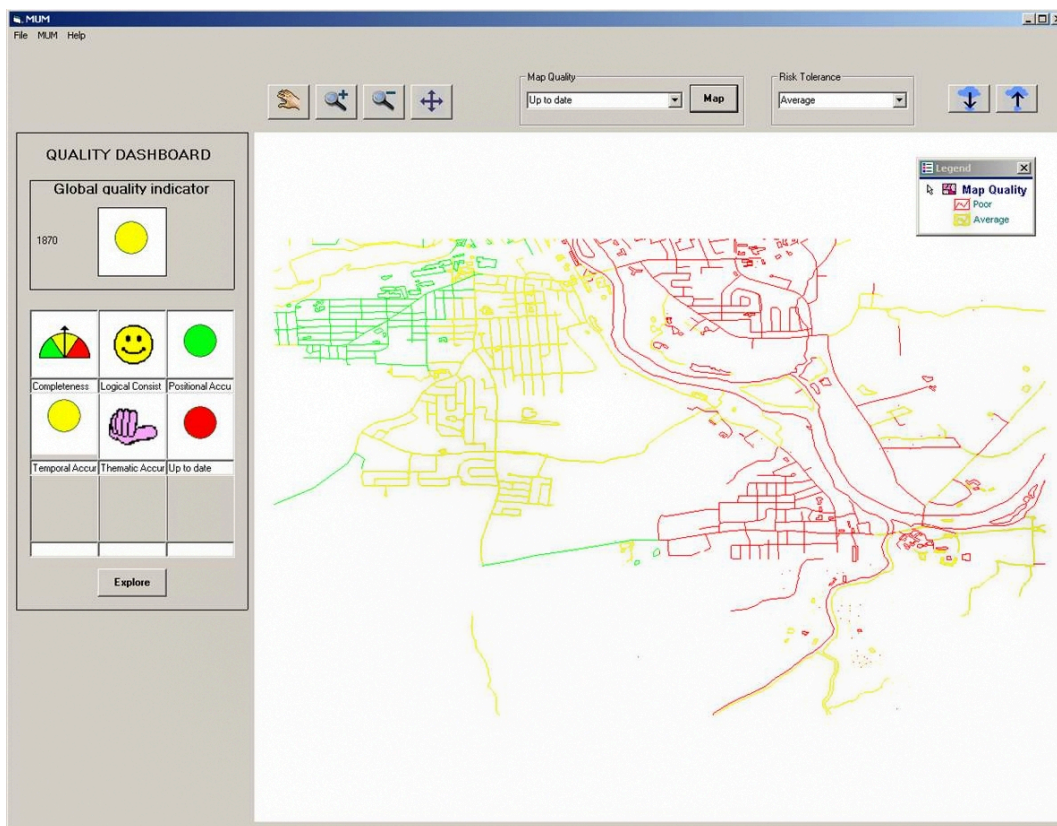 MUM
File MUM Help
Map Quality
Up to date
Map
Risk Tolerance
Average
QUALITY DASHBOARD
Global quality indicator
1870
Completeness
Logical Consist
Positional Accu
Temporal Accur
Thematic Accur
Up to date
Explore
Legend
Map Quality
Poor
Average